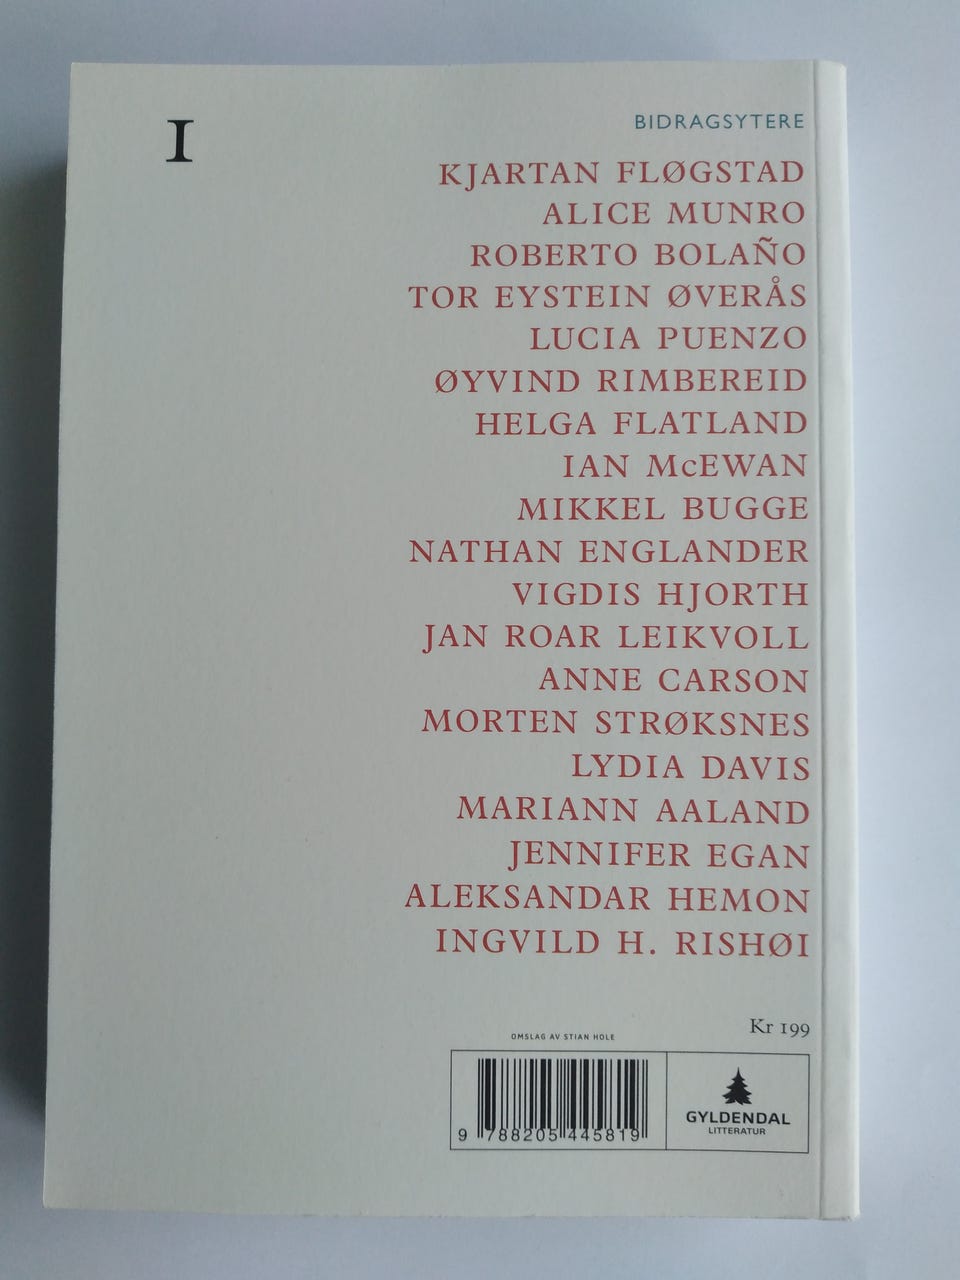 1
BIDRAGSYTERE
KJARTAN FLØGSTAD
ALICE MUNRO
ROBERTO BOLAÑO
TOR EYSTEIN ØVERÅS
LUCIA PUENZO
ØYVIND RIMBEREID
HELGA FLATLAND
IAN McEWAN
MIKKEL BUGGE
NATHAN ENGLANDER
VIGDIS HJORTH
JAN ROAR LEIKVOLL
ANNE CARSON
MORTEN STRØKSNES
LYDIA DAVIS
MARIANN AALAND
JENNIFER EGAN
ALEKSANDAR HEMON
INGVILD H. RISHØI
Kr 199
OMSLAG AV STIAN HOLE
9 788205 445819
GYLDENDAL
LITTERATUR